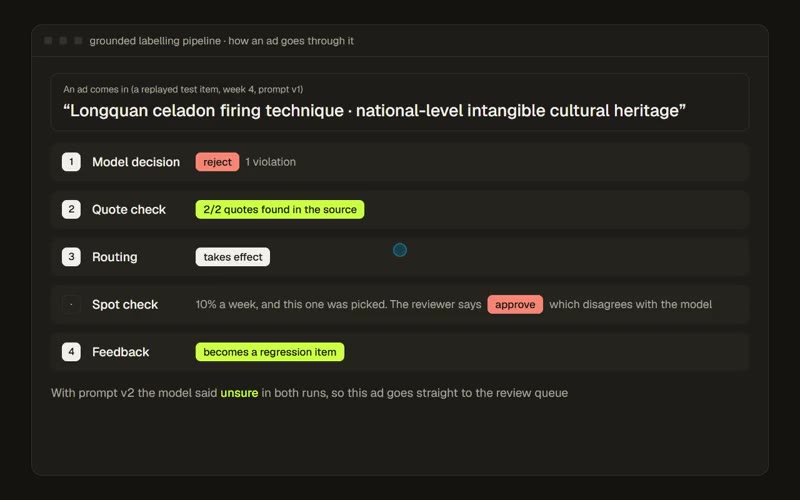 grounded labelling pipeline · how an ad goes through it
An ad comes in (a replayed test item, week 4, prompt v1)
“Longquan celadon firing technique · national-level intangible cultural heritage”
1 Model decision reject 1 violation
2 Quote check 2/2 quotes found in the source
3 Routing takes effect
· Spot check 10% a week, and this one was picked. The reviewer says approve which disagrees with the model
4 Feedback becomes a regression item
With prompt v2 the model said unsure in both runs, so this ad goes straight to the review queue